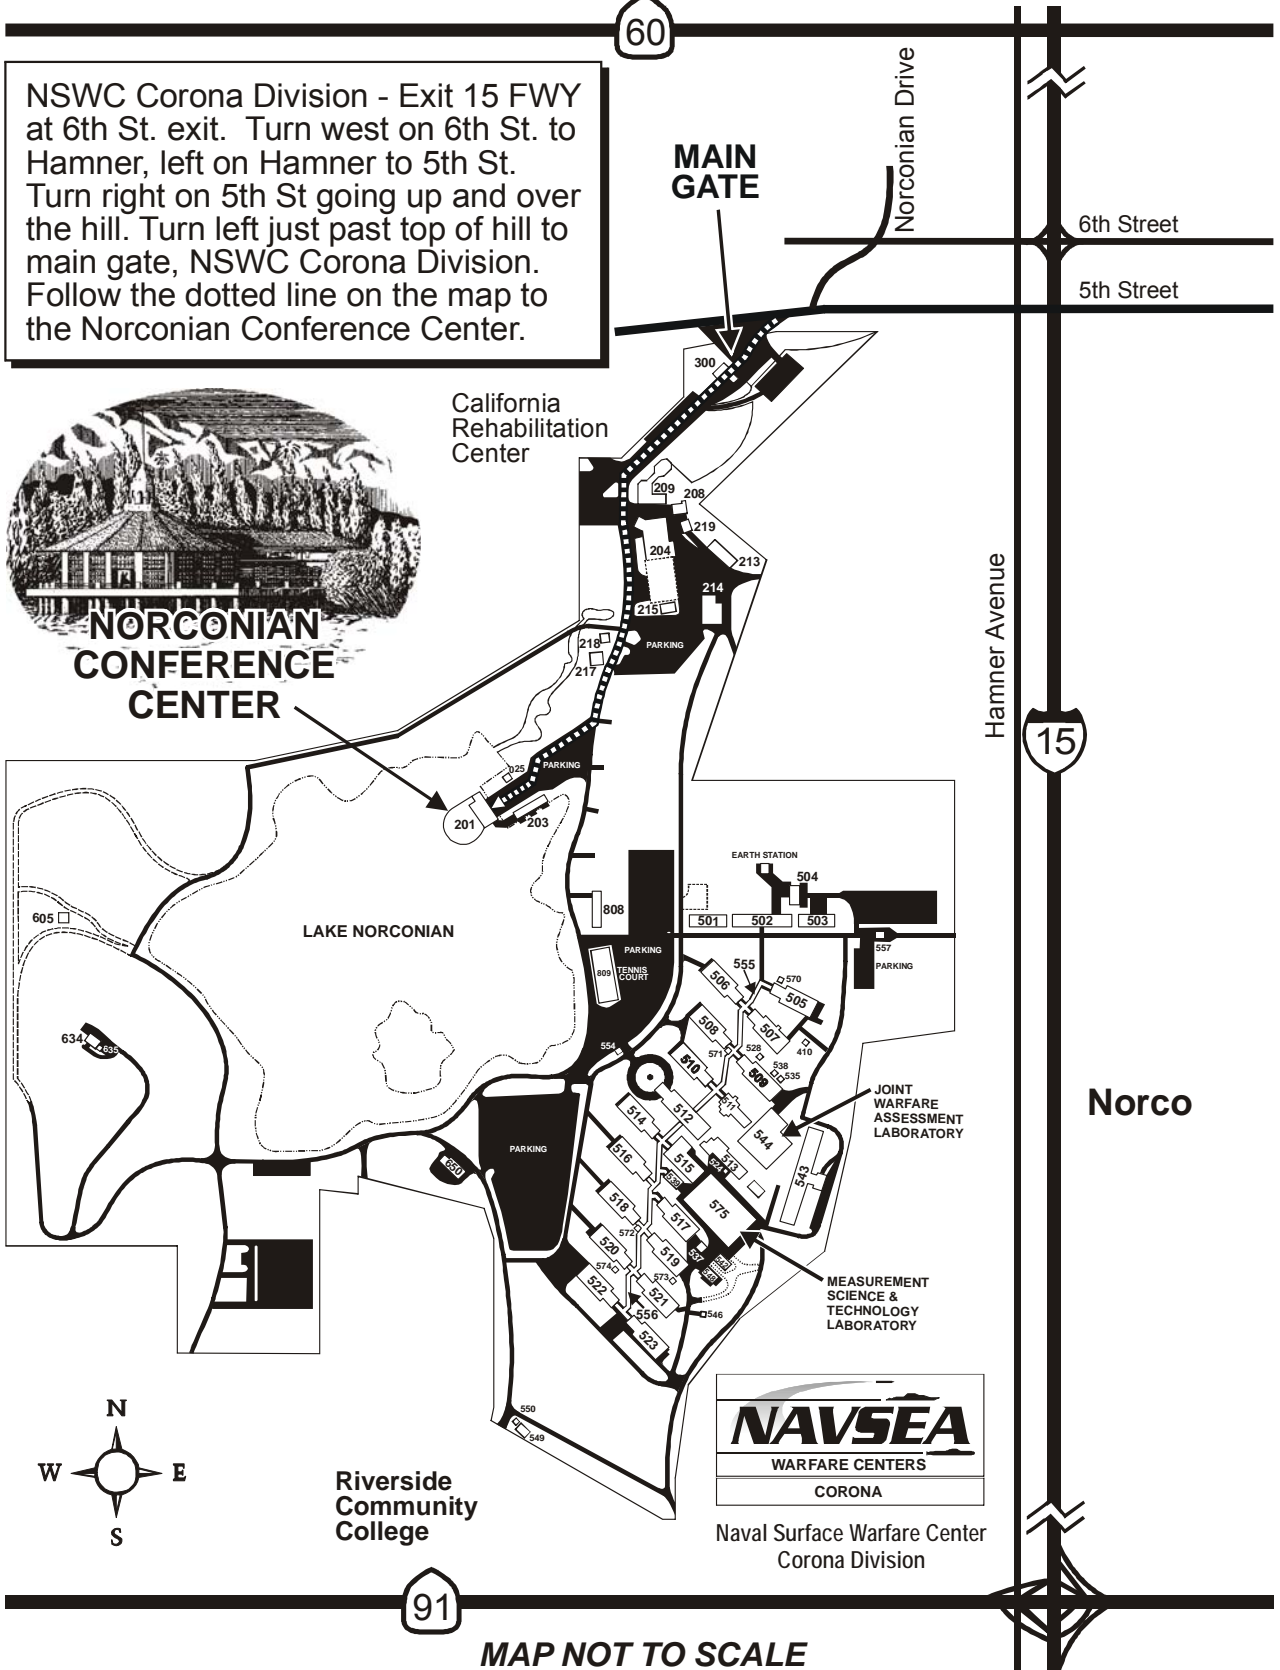 60
NSWC Corona Division - Exit 15 FWY
at 6th St. exit.  Turn west on 6th St. to
Hamner, left on Hamner to 5th St.
Turn right on 5th St going up and over
the hill. Turn left just past top of hill to
main gate, NSWC Corona Division.
Follow the dotted line on the map to
the Norconian Conference Center.
MAIN
GATE
Norconian Drive
6th Street
5th Street
300
California
Rehabilitation
Center
209
208
219
204
213
214
215
PARKING
218
217
NORCONIAN
CONFERENCE
CENTER
Hamner Avenue
15
025
PARKING
201
203
EARTH STATION
504
605
LAKE NORCONIAN
808
501
502
503
557
PARKING
PARKING
809
TENNIS
COURT
555
506
570
505
508
507
634
635
554
571
528
410
510
509
538
535
JOINT
WARFARE
ASSESSMENT
LABORATORY
Norco
514
512
511
544
PARKING
516
515
513
524
543
650
539
518
517
575
572
520
519
537
542
548
574
573
522
521
546
556
523
MEASUREMENT
SCIENCE &
TECHNOLOGY
LABORATORY
N
W
E
S
550
549
Riverside
Community
College
NAVSEA
WARFARE CENTERS
CORONA
Naval Surface Warfare Center
Corona Division
91
MAP NOT TO SCALE